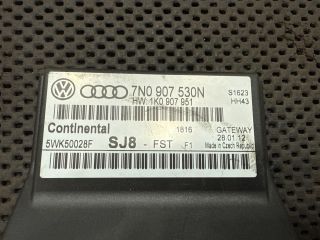 7N0 907 530N
HW: 1K0 907 951
S1623
HH43
Continental
1816
GATEWAY
28.01.12
5WK50028F
SJ8 - FST F1
Made in Czech Republic